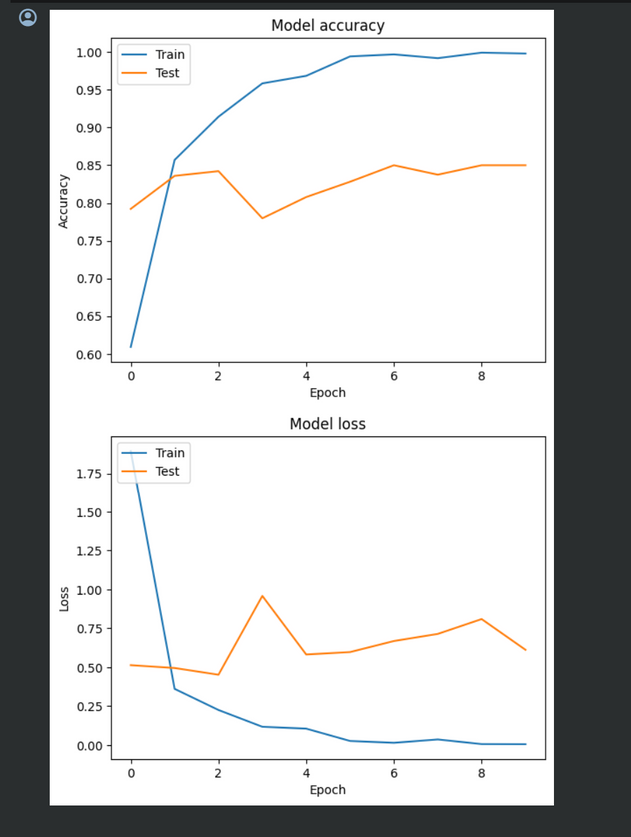 Model accuracy
Train
Test
1.00
0.95
0.90
0.85
0.80
0.75
0.70
0.65
0.60
Accuracy
0 2 4 6 8
Epoch
Model loss
Train
Test
1.75
1.50
1.25
1.00
0.75
0.50
0.25
0.00
Loss
0 2 4 6 8
Epoch